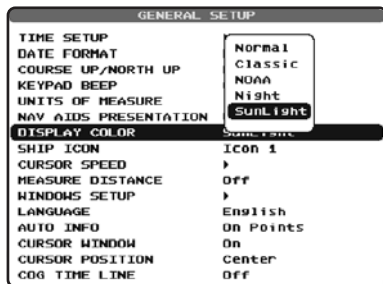 GENERAL SETUP
TIME SETUP
DATE FORMAT
COURSE UP/NORTH UP
KEYPAD BEEP
UNITS OF MEASURE
NAV AIDS PRESENTATION
Normal
Classic
NOAA
Night
SunLight
DISPLAY COLOR SunLight
SHIP ICON Icon 1
CURSOR SPEED
MEASURE DISTANCE Off
WINDOWS SETUP
LANGUAGE English
AUTO INFO On Points
CURSOR WINDOW On
CURSOR POSITION Center
COG TIME LINE Off